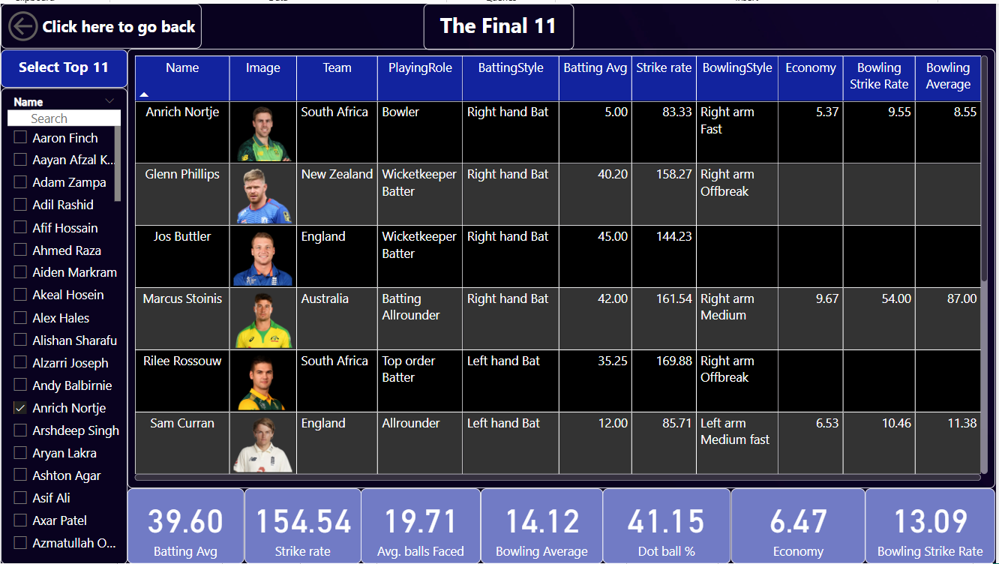 Click here to go back
The Final 11
Select Top 11
Name
Search
Aaron Finch
Aayan Afzal K...
Adam Zampa
Adil Rashid
Afif Hossain
Ahmed Raza
Aiden Markram
Akeal Hosein
Alex Hales
Alishan Sharafu
Alzarri Joseph
Andy Balbirnie
Anrich Nortje
Arshdeep Singh
Aryan Lakra
Ashton Agar
Asif Ali
Axar Patel
Azmatullah O...
Name Image Team PlayingRole BattingStyle Batting Avg Strike rate BowlingStyle Economy Bowling Bowling
Strike Rate Average
Anrich Nortje South Africa Bowler Right hand Bat 5.00 83.33 Right arm 5.37 9.55 8.55
Fast
Glenn Phillips New Zealand Wicketkeeper Right hand Bat 40.20 158.27 Right arm
Batter Offbreak
Jos Buttler England Wicketkeeper Right hand Bat 45.00 144.23
Batter
Marcus Stoinis Australia Batting Right hand Bat 42.00 161.54 Right arm 9.67 54.00 87.00
Allrounder Medium
Rilee Rossouw South Africa Top order Left hand Bat 35.25 169.88 Right arm
Batter Offbreak
Sam Curran England Allrounder Left hand Bat 12.00 85.71 Left arm 6.53 10.46 11.38
Medium fast
39.60 154.54 19.71 14.12 41.15 6.47 13.09
Batting Avg Strike rate Avg. balls Faced Bowling Average Dot ball % Economy Bowling Strike Rate